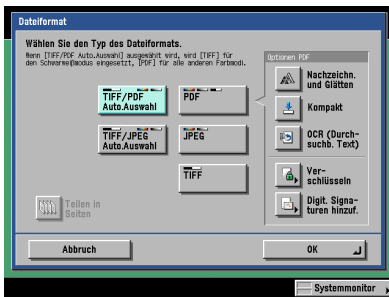 Dateiformat
Wählen Sie den Typ des Dateiformats.
Wenn [TIFF/PDF Auto.Auswahl] ausgewählt wird, wird [TIFF] für
den Schwarzweißmodus eingesetzt, [PDF] für alle anderen Farbmodi.
TIFF/PDF
Auto.Auswahl
PDF
TIFF/JPEG
Auto.Auswahl
JPEG
TIFF
Teilen in
Seiten
Optionen PDF
Nachzeichn.
und Glätten
Kompakt
OCR (Durch-
suchb. Text)
Ver-
schlüsseln
Digit. Signa-
turen hinzuf.
Abbruch
OK
Systemmonitor